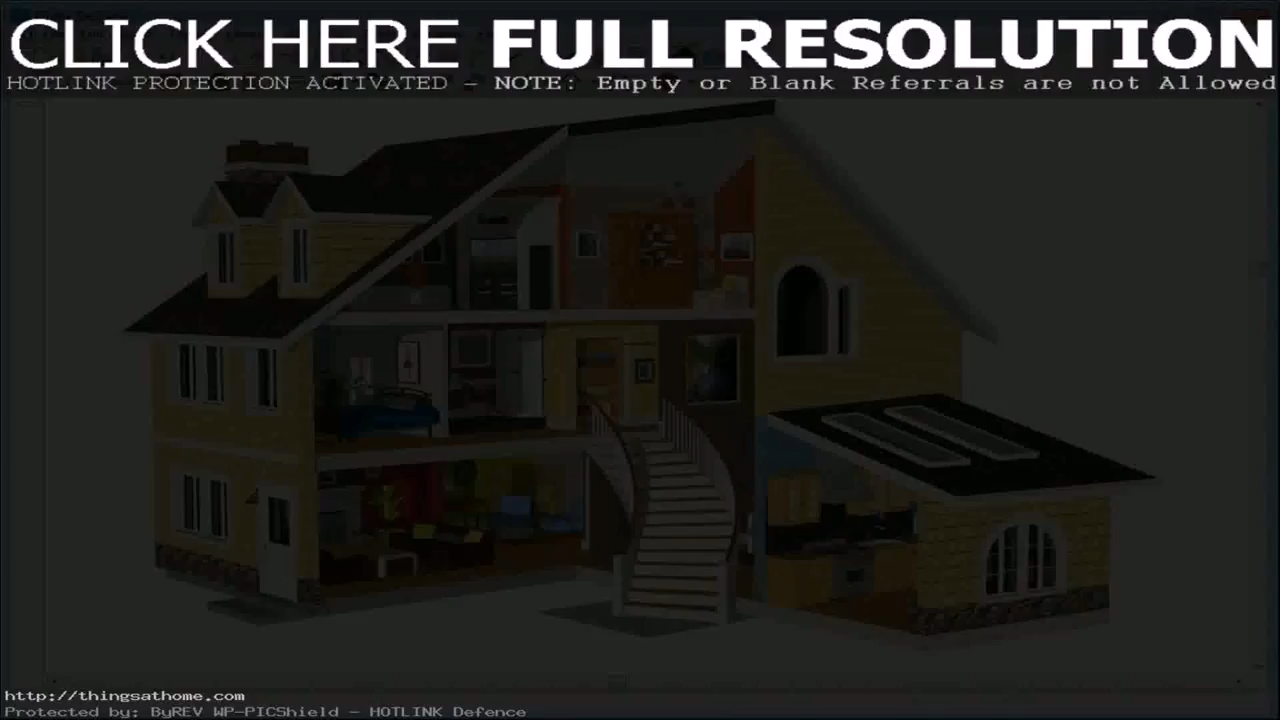 CLICK HERE FULL RESOLUTION
HOTLINK PROTECTION ACTIVATED - NOTE: Empty or Blank Referrals are not Allowed
http://thingsathome.com
Protected by: ByREV WP-PICShield - HOTLINK Defence